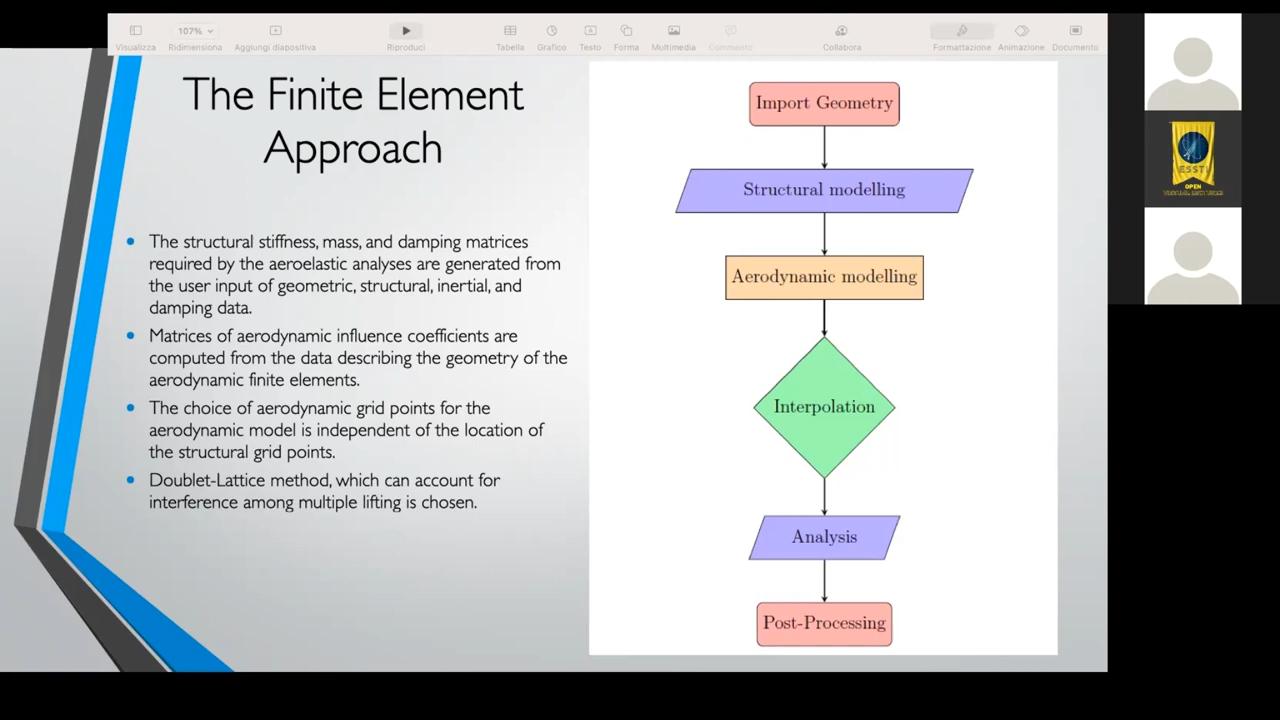 107%
Visualizza
Ridimensiona
Aggiungi diapositiva
Riproduci
Tabella
Grafico
Testo
Forma
Multimedia
Commento
Collabora
Formattazione
Animazione
Documento
The Finite Element
Approach
The structural stiffness, mass, and damping matrices
required by the aeroelastic analyses are generated from
the user input of geometric, structural, inertial, and
damping data.
Matrices of aerodynamic influence coefficients are
computed from the data describing the geometry of the
aerodynamic finite elements.
The choice of aerodynamic grid points for the
aerodynamic model is independent of the location of
the structural grid points.
Doublet-Lattice method, which can account for
interference among multiple lifting is chosen.
Import Geometry
Structural modelling
Aerodynamic modelling
Interpolation
Analysis
Post-Processing
OPEN